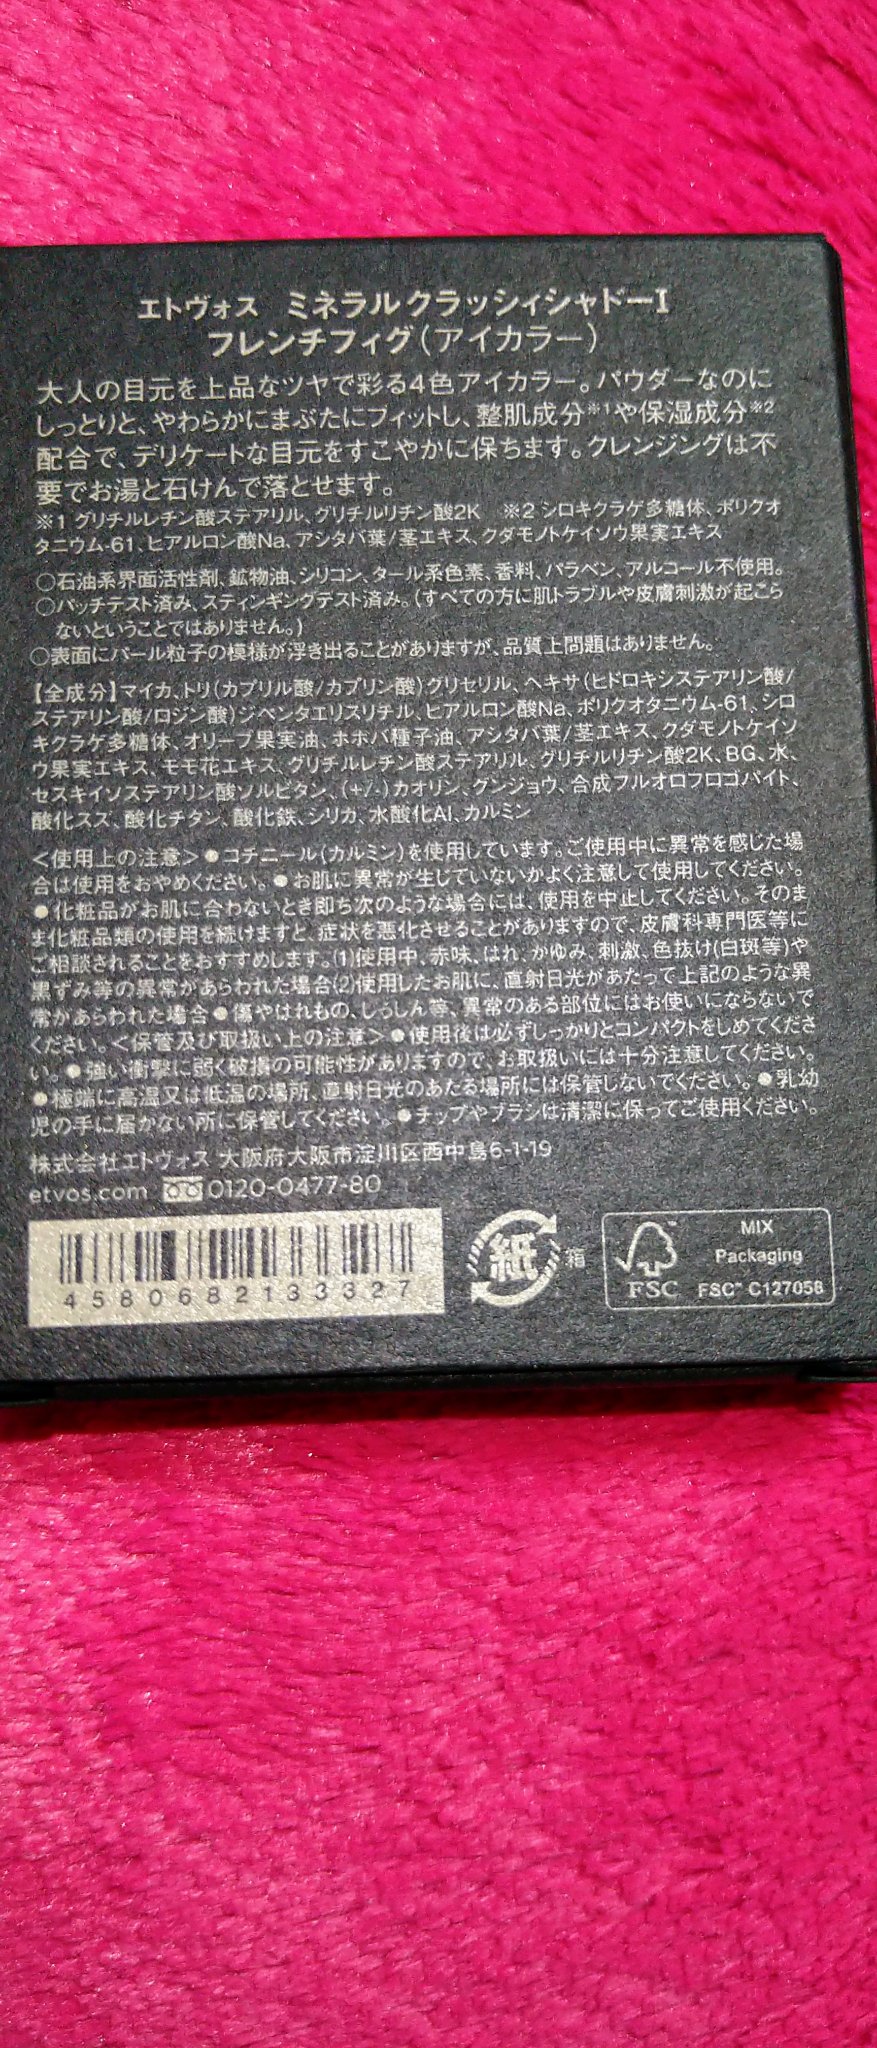 エトヴォス ミネラルクラッシィシャドーI
フレンチフィグ(アイカラー)
大人の目元を上品なツヤで彩る4色アイカラー。パウダーなのに
しっとりと、やわらかにまぶたにフィットし、整肌成分※1や保湿成分※2
配合で、デリケートな目元をすこやかに保ちます。クレンジングは不
要でお湯と石けんで落とせます。
※1 グリチルレチン酸ステアリル、グリチルリチン酸2K ※2 シロキクラゲ多糖体、ポリクオ
タニウム-61、ヒアルロン酸Na、アシタバ葉/茎エキス、クダモノトケイソウ果実エキス
○石油系界面活性剤、鉱物油、シリコン、タール系色素、香料、パラベン、アルコール不使用。
○パッチテスト済み、スティンギングテスト済み。(すべての方に肌トラブルや皮膚刺激が起こら
ないということではありません。)
○表面にパール粒子の模様が浮き出ることがありますが、品質上問題はありません。
【全成分】マイカ、トリ(カプリル酸/カプリン酸)グリセリル、ヘキサ(ヒドロキシステアリン酸/
ステアリン酸/ロジン酸)ジペンタエリスリチル、ヒアルロン酸Na、ポリクオタニウム-61、シロ
キクラゲ多糖体、オリーブ果実油、ホホバ種子油、アシタバ葉/茎エキス、クダモノトケイソ
ウ果実エキス、モモ花エキス、グリチルレチン酸ステアリル、グリチルリチン酸2K、BG、水、
セスキイソステアリン酸ソルビタン、(+/-)カオリン、グンジョウ、合成フルオロフロゴパイト、
酸化スズ、酸化チタン、酸化鉄、シリカ、水酸化Al、カルミン
<使用上の注意>●コチニール(カルミン)を使用しています。ご使用中に異常を感じた場
合は使用をおやめください。●お肌に異常が生じていないかよく注意して使用してください。
●化粧品がお肌に合わないとき即ち次のような場合には、使用を中止してください。そのま
ま化粧品類の使用を続けますと、症状を悪化させることがありますので、皮膚科専門医等に
ご相談されることをおすすめします。(1)使用中、赤味、はれ、かゆみ、刺激、色抜け(白斑等)や
黒ずみ等の異常があらわれた場合(2)使用したお肌に、直射日光があたって上記のような異
常があらわれた場合●傷やはれもの、しっしん等、異常のある部位にはお使いにならないで
ください。<保管及び取扱い上の注意>●使用後は必ずしっかりとコンパクトをしめてくださ
い。●強い衝撃に弱く破損の可能性がありますので、お取扱いには十分注意してください。
●極端に高温又は低温の場所、直射日光のあたる場所には保管しないでください。●乳幼
児の手に届かない所に保管してください。●チップやブラシは清潔に保ってご使用ください。
株式会社エトヴォス 大阪府大阪市淀川区西中島6-1-19
etvos.com 0120-0477-80
4580682133327
紙 箱
MIX
Packaging
FSC FSC™ C127058